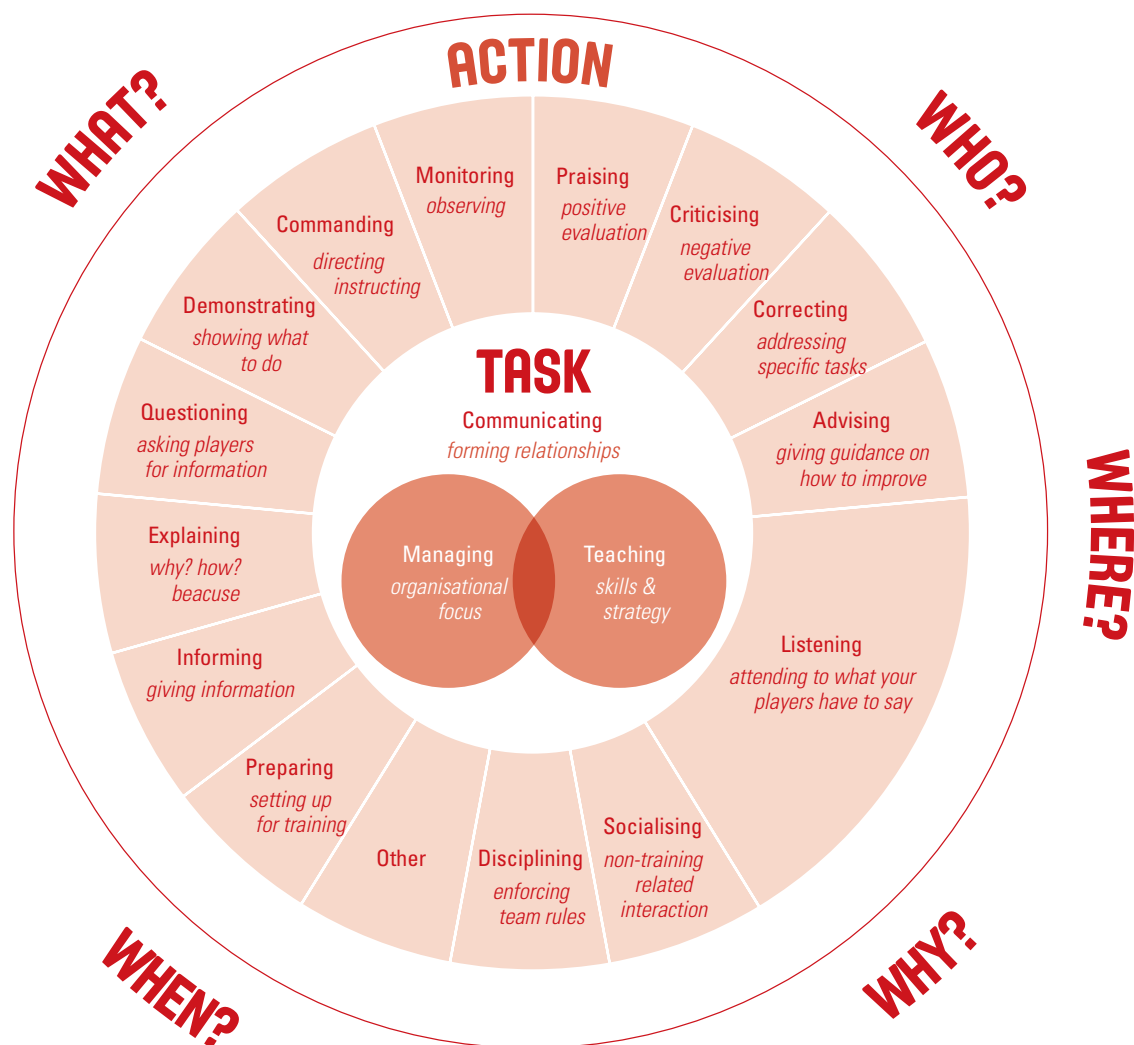 ACTION
WHAT?
WHO?
WHERE?
WHY?
WHEN?
Monitoring
observing
Praising
positive
evaluation
Criticising
negative
evaluation
Correcting
addressing
specific tasks
Advising
giving guidance on
how to improve
Listening
attending to what your
players have to say
Socialising
non-training
related
interaction
Disciplining
enforcing
team rules
Other
Preparing
setting up
for training
Informing
giving information
Explaining
why? how?
beacuse
Questioning
asking players
for information
Demonstrating
showing what
to do
Commanding
directing
instructing
TASK
Communicating
forming relationships
Managing
organisational
focus
Teaching
skills &
strategy